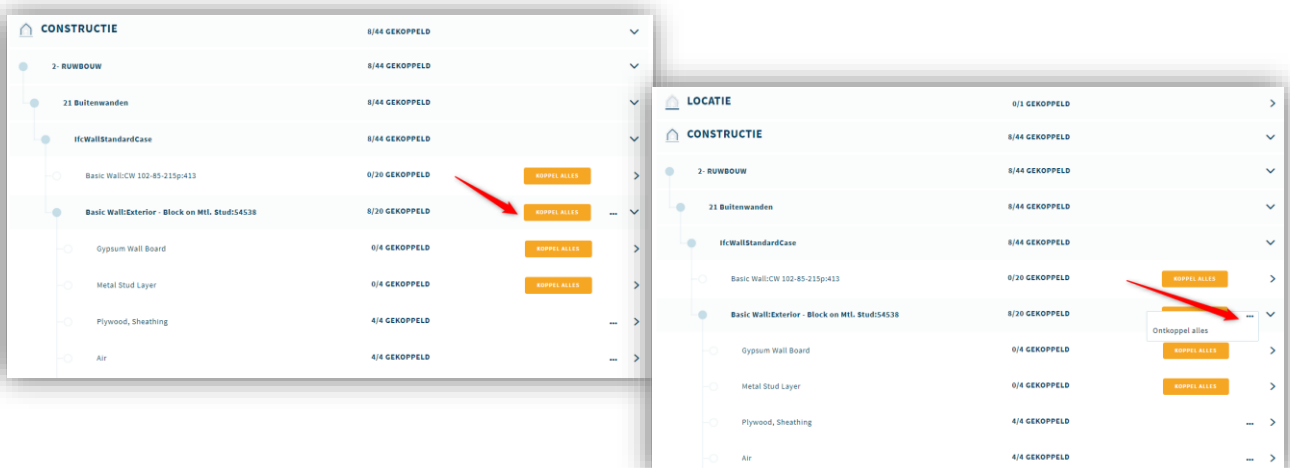 CONSTRUCTIE 8/44 GEKOPPELD
2- RUWBOUW 8/44 GEKOPPELD
21 Buitenwanden 8/44 GEKOPPELD
IfcWallStandardCase 8/44 GEKOPPELD
Basic Wall:CW 102-85-215p:413 0/20 GEKOPPELD KOPPEL ALLES
Basic Wall:Exterior - Block on Mtl. Stud:54538 8/20 GEKOPPELD KOPPEL ALLES ...
Gypsum Wall Board 0/4 GEKOPPELD KOPPEL ALLES
Metal Stud Layer 0/4 GEKOPPELD KOPPEL ALLES
Plywood, Sheathing 4/4 GEKOPPELD ...
Air 4/4 GEKOPPELD ...
LOCATIE 0/1 GEKOPPELD
CONSTRUCTIE 8/44 GEKOPPELD
2- RUWBOUW 8/44 GEKOPPELD
21 Buitenwanden 8/44 GEKOPPELD
IfcWallStandardCase 8/44 GEKOPPELD
Basic Wall:CW 102-85-215p:413 0/20 GEKOPPELD KOPPEL ALLES
Basic Wall:Exterior - Block on Mtl. Stud:54538 8/20 GEKOPPELD ...
Ontkoppel alles
Gypsum Wall Board 0/4 GEKOPPELD KOPPEL ALLES
Metal Stud Layer 0/4 GEKOPPELD KOPPEL ALLES
Plywood, Sheathing 4/4 GEKOPPELD ...
Air 4/4 GEKOPPELD ...